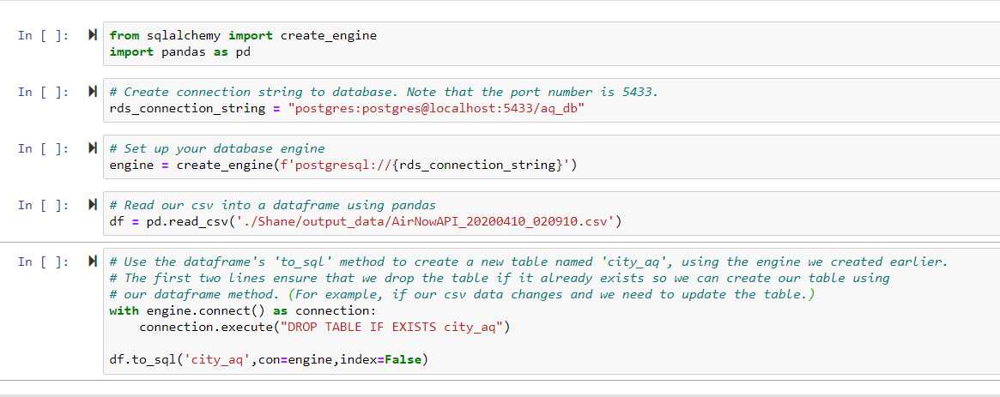 In [ ]: from sqlalchemy import create_engine
import pandas as pd
In [ ]: # Create connection string to database. Note that the port number is 5433.
rds_connection_string = "postgres:postgres@localhost:5433/aq_db"
In [ ]: # Set up your database engine
engine = create_engine(f'postgresql://{rds_connection_string}')
In [ ]: # Read our csv into a dataframe using pandas
df = pd.read_csv('./Shane/output_data/AirNowAPI_20200410_020910.csv')
In [ ]: # Use the dataframe's 'to_sql' method to create a new table named 'city_aq', using the engine we created earlier.
# The first two lines ensure that we drop the table if it already exists so we can create our table using
# our dataframe method. (For example, if our csv data changes and we need to update the table.)
with engine.connect() as connection:
    connection.execute("DROP TABLE IF EXISTS city_aq")
df.to_sql('city_aq',con=engine,index=False)